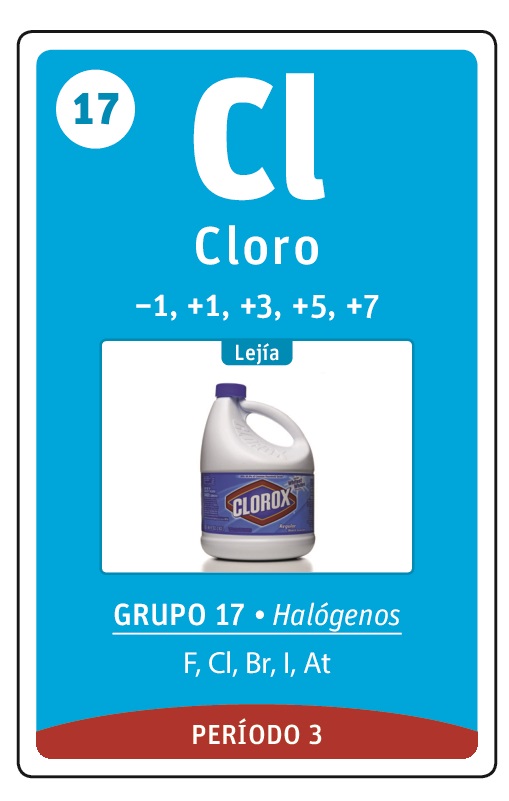 17
Cl
Cloro
−1, +1, +3, +5, +7
Lejía
CLOROX
GRUPO 17 • Halógenos
F, Cl, Br, I, At
PERÍODO 3